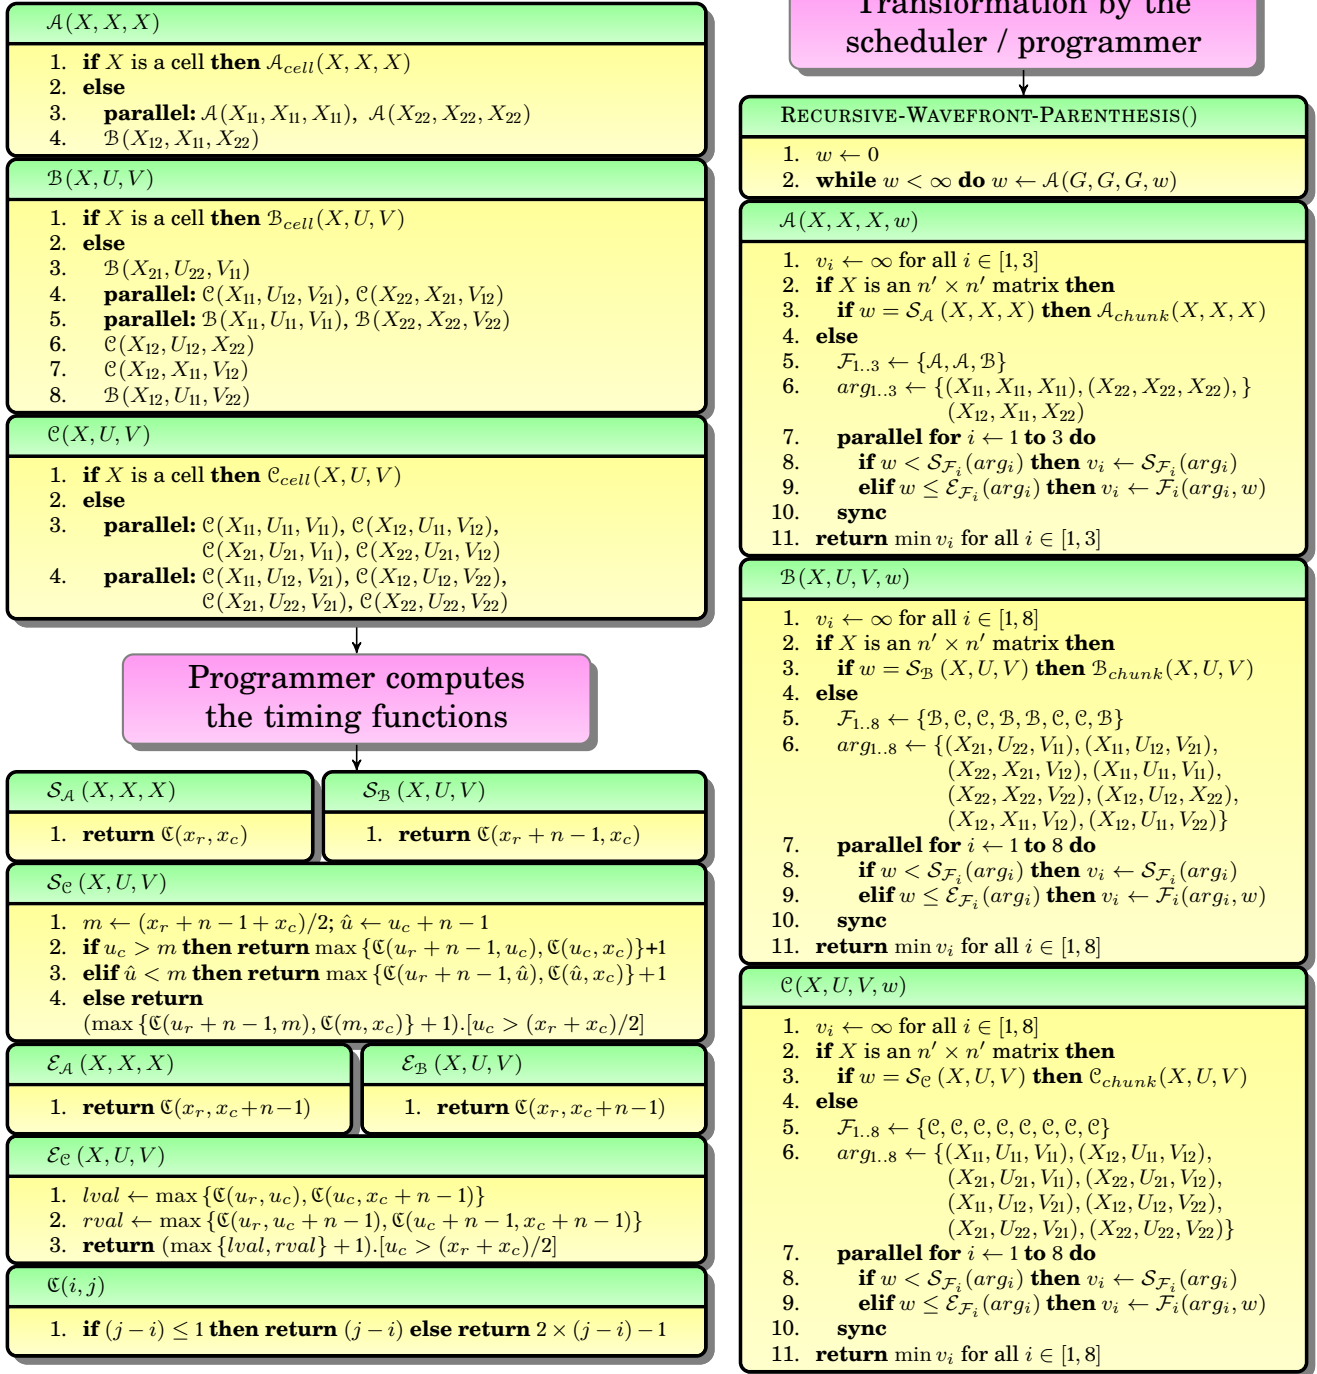 𝒜(X, X, X)
1. if X is a cell then 𝒜_cell(X, X, X)
2. else
3. parallel: 𝒜(X₁₁, X₁₁, X₁₁), 𝒜(X₂₂, X₂₂, X₂₂)
4. ℬ(X₁₂, X₁₁, X₂₂)
ℬ(X, U, V)
1. if X is a cell then ℬ_cell(X, U, V)
2. else
3. ℬ(X₂₁, U₂₂, V₁₁)
4. parallel: 𝒞(X₁₁, U₁₂, V₂₁), 𝒞(X₂₂, X₂₁, V₁₂)
5. parallel: ℬ(X₁₁, U₁₁, V₁₁), ℬ(X₂₂, X₂₂, V₂₂)
6. 𝒞(X₁₂, U₁₂, X₂₂)
7. 𝒞(X₁₂, X₁₁, V₁₂)
8. ℬ(X₁₂, U₁₁, V₂₂)
𝒞(X, U, V)
1. if X is a cell then 𝒞_cell(X, U, V)
2. else
3. parallel: 𝒞(X₁₁, U₁₁, V₁₁), 𝒞(X₁₂, U₁₁, V₁₂),
𝒞(X₂₁, U₂₁, V₁₁), 𝒞(X₂₂, U₂₁, V₁₂)
4. parallel: 𝒞(X₁₁, U₁₂, V₂₁), 𝒞(X₁₂, U₁₂, V₂₂),
𝒞(X₂₁, U₂₂, V₂₁), 𝒞(X₂₂, U₂₂, V₂₂)
Programmer computes
the timing functions
𝒮_𝒜 (X, X, X)
1. return ℭ(x_r, x_c)
𝒮_ℬ (X, U, V)
1. return ℭ(x_r + n − 1, x_c)
𝒮_𝒞 (X, U, V)
1. m ← (x_r + n − 1 + x_c)/2; û ← u_c + n − 1
2. if u_c > m then return max {ℭ(u_r + n − 1, u_c), ℭ(u_c, x_c)}+1
3. elif û < m then return max {ℭ(u_r + n − 1, û), ℭ(û, x_c)} + 1
4. else return
(max {ℭ(u_r + n − 1, m), ℭ(m, x_c)} + 1).[u_c > (x_r + x_c)/2]
ℰ_𝒜 (X, X, X)
1. return ℭ(x_r, x_c + n − 1)
ℰ_ℬ (X, U, V)
1. return ℭ(x_r, x_c + n − 1)
ℰ_𝒞 (X, U, V)
1. lval ← max {ℭ(u_r, u_c), ℭ(u_c, x_c + n − 1)}
2. rval ← max {ℭ(u_r, u_c + n − 1), ℭ(u_c + n − 1, x_c + n − 1)}
3. return (max {lval, rval} + 1).[u_c > (x_r + x_c)/2]
ℭ(i, j)
1. if (j − i) ≤ 1 then return (j − i) else return 2 × (j − i) − 1
Transformation by the
scheduler / programmer
RECURSIVE-WAVEFRONT-PARENTHESIS()
1. w ← 0
2. while w < ∞ do w ← 𝒜(G, G, G, w)
𝒜(X, X, X, w)
1. v_i ← ∞ for all i ∈ [1, 3]
2. if X is an n′ × n′ matrix then
3. if w = 𝒮_𝒜 (X, X, X) then 𝒜_chunk(X, X, X)
4. else
5. ℱ₁..₃ ← {𝒜, 𝒜, ℬ}
6. arg₁..₃ ← {(X₁₁, X₁₁, X₁₁), (X₂₂, X₂₂, X₂₂), }
(X₁₂, X₁₁, X₂₂)
7. parallel for i ← 1 to 3 do
8. if w < 𝒮_ℱ_i(arg_i) then v_i ← 𝒮_ℱ_i(arg_i)
9. elif w ≤ ℰ_ℱ_i(arg_i) then v_i ← ℱ_i(arg_i, w)
10. sync
11. return min v_i for all i ∈ [1, 3]
ℬ(X, U, V, w)
1. v_i ← ∞ for all i ∈ [1, 8]
2. if X is an n′ × n′ matrix then
3. if w = 𝒮_ℬ (X, U, V) then ℬ_chunk(X, U, V)
4. else
5. ℱ₁..₈ ← {ℬ, 𝒞, 𝒞, ℬ, ℬ, 𝒞, 𝒞, ℬ}
6. arg₁..₈ ← {(X₂₁, U₂₂, V₁₁), (X₁₁, U₁₂, V₂₁),
(X₂₂, X₂₁, V₁₂), (X₁₁, U₁₁, V₁₁),
(X₂₂, X₂₂, V₂₂), (X₁₂, U₁₂, X₂₂),
(X₁₂, X₁₁, V₁₂), (X₁₂, U₁₁, V₂₂)}
7. parallel for i ← 1 to 8 do
8. if w < 𝒮_ℱ_i(arg_i) then v_i ← 𝒮_ℱ_i(arg_i)
9. elif w ≤ ℰ_ℱ_i(arg_i) then v_i ← ℱ_i(arg_i, w)
10. sync
11. return min v_i for all i ∈ [1, 8]
𝒞(X, U, V, w)
1. v_i ← ∞ for all i ∈ [1, 8]
2. if X is an n′ × n′ matrix then
3. if w = 𝒮_𝒞 (X, U, V) then 𝒞_chunk(X, U, V)
4. else
5. ℱ₁..₈ ← {𝒞, 𝒞, 𝒞, 𝒞, 𝒞, 𝒞, 𝒞, 𝒞}
6. arg₁..₈ ← {(X₁₁, U₁₁, V₁₁), (X₁₂, U₁₁, V₁₂),
(X₂₁, U₂₁, V₁₁), (X₂₂, U₂₁, V₁₂),
(X₁₁, U₁₂, V₂₁), (X₁₂, U₁₂, V₂₂),
(X₂₁, U₂₂, V₂₁), (X₂₂, U₂₂, V₂₂)}
7. parallel for i ← 1 to 8 do
8. if w < 𝒮_ℱ_i(arg_i) then v_i ← 𝒮_ℱ_i(arg_i)
9. elif w ≤ ℰ_ℱ_i(arg_i) then v_i ← ℱ_i(arg_i, w)
10. sync
11. return min v_i for all i ∈ [1, 8]